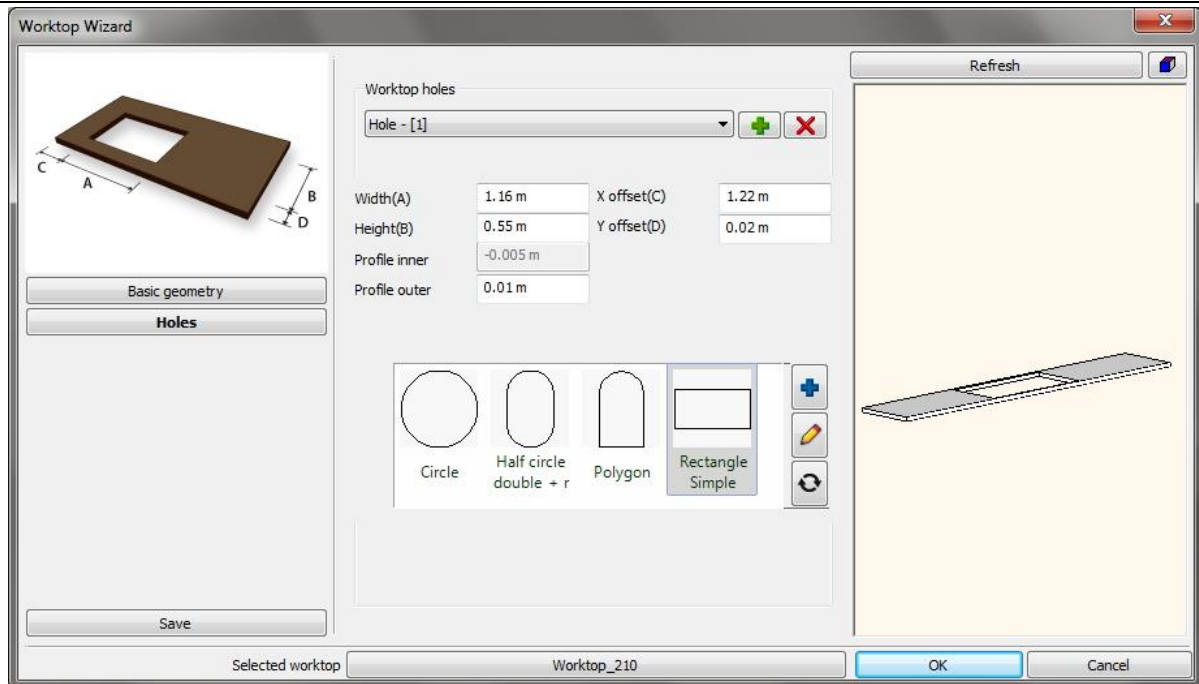 Worktop Wizard
C
A
B
D
Basic geometry
Holes
Save
Worktop holes
Hole - [1]
Width(A) 1.16 m X offset(C) 1.22 m
Height(B) 0.55 m Y offset(D) 0.02 m
Profile inner -0.005 m
Profile outer 0.01 m
Circle
Half circle
double + r
Polygon
Rectangle
Simple
Refresh
Selected worktop Worktop_210 OK Cancel